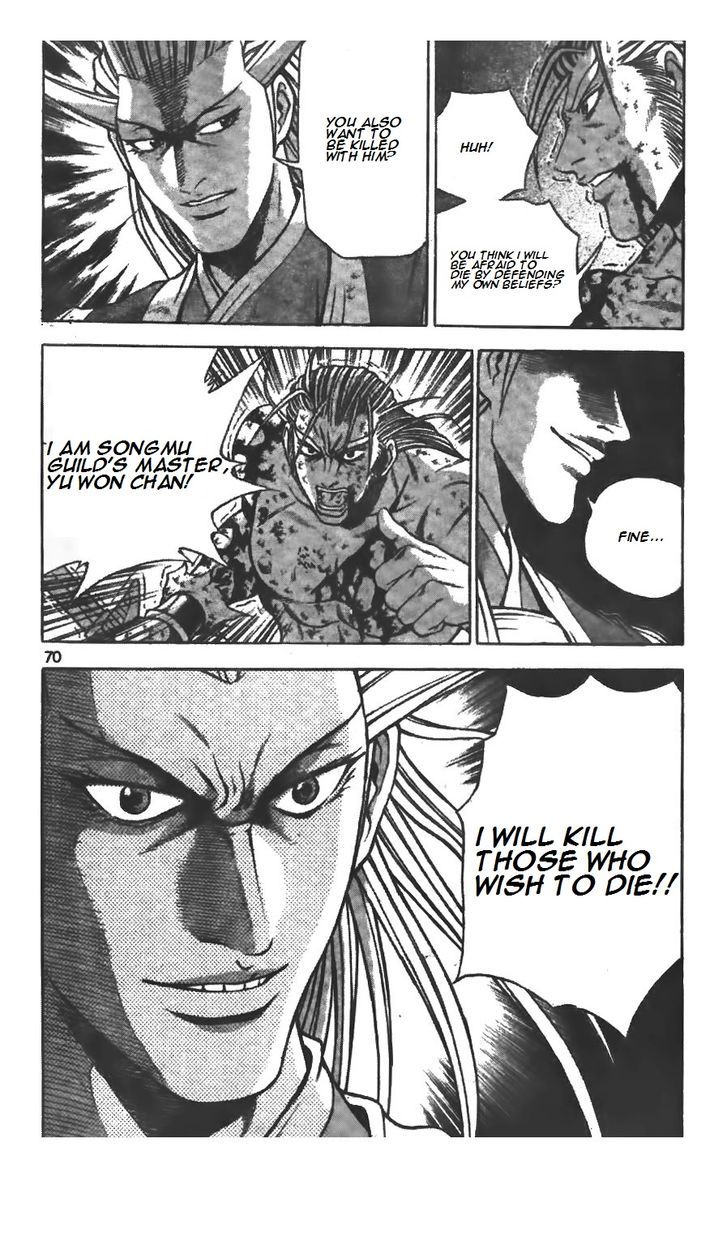 YOU ALSO
WANT TO
BE KILLED
WITH HIM?
HUH!
YOU THINK I WILL
BE AFRAID TO
DIE BY DEFENDING
MY OWN BELIEFS?
I AM SONGMU
GUILD'S MASTER,
YU WON CHAN!
FINE...
70
I WILL KILL
THOSE WHO
WISH TO DIE!!